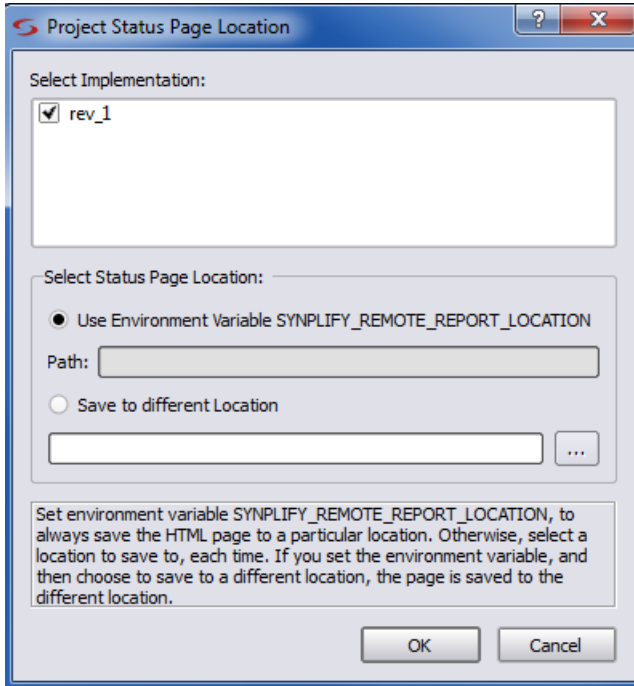 Project Status Page Location
?
X
Select Implementation:
rev_1
Select Status Page Location:
Use Environment Variable SYNPLIFY_REMOTE_REPORT_LOCATION
Path:
Save to different Location
...
Set environment variable SYNPLIFY_REMOTE_REPORT_LOCATION, to
always save the HTML page to a particular location. Otherwise, select a
location to save to, each time. If you set the environment variable, and
then choose to save to a different location, the page is saved to the
different location.
OK
Cancel